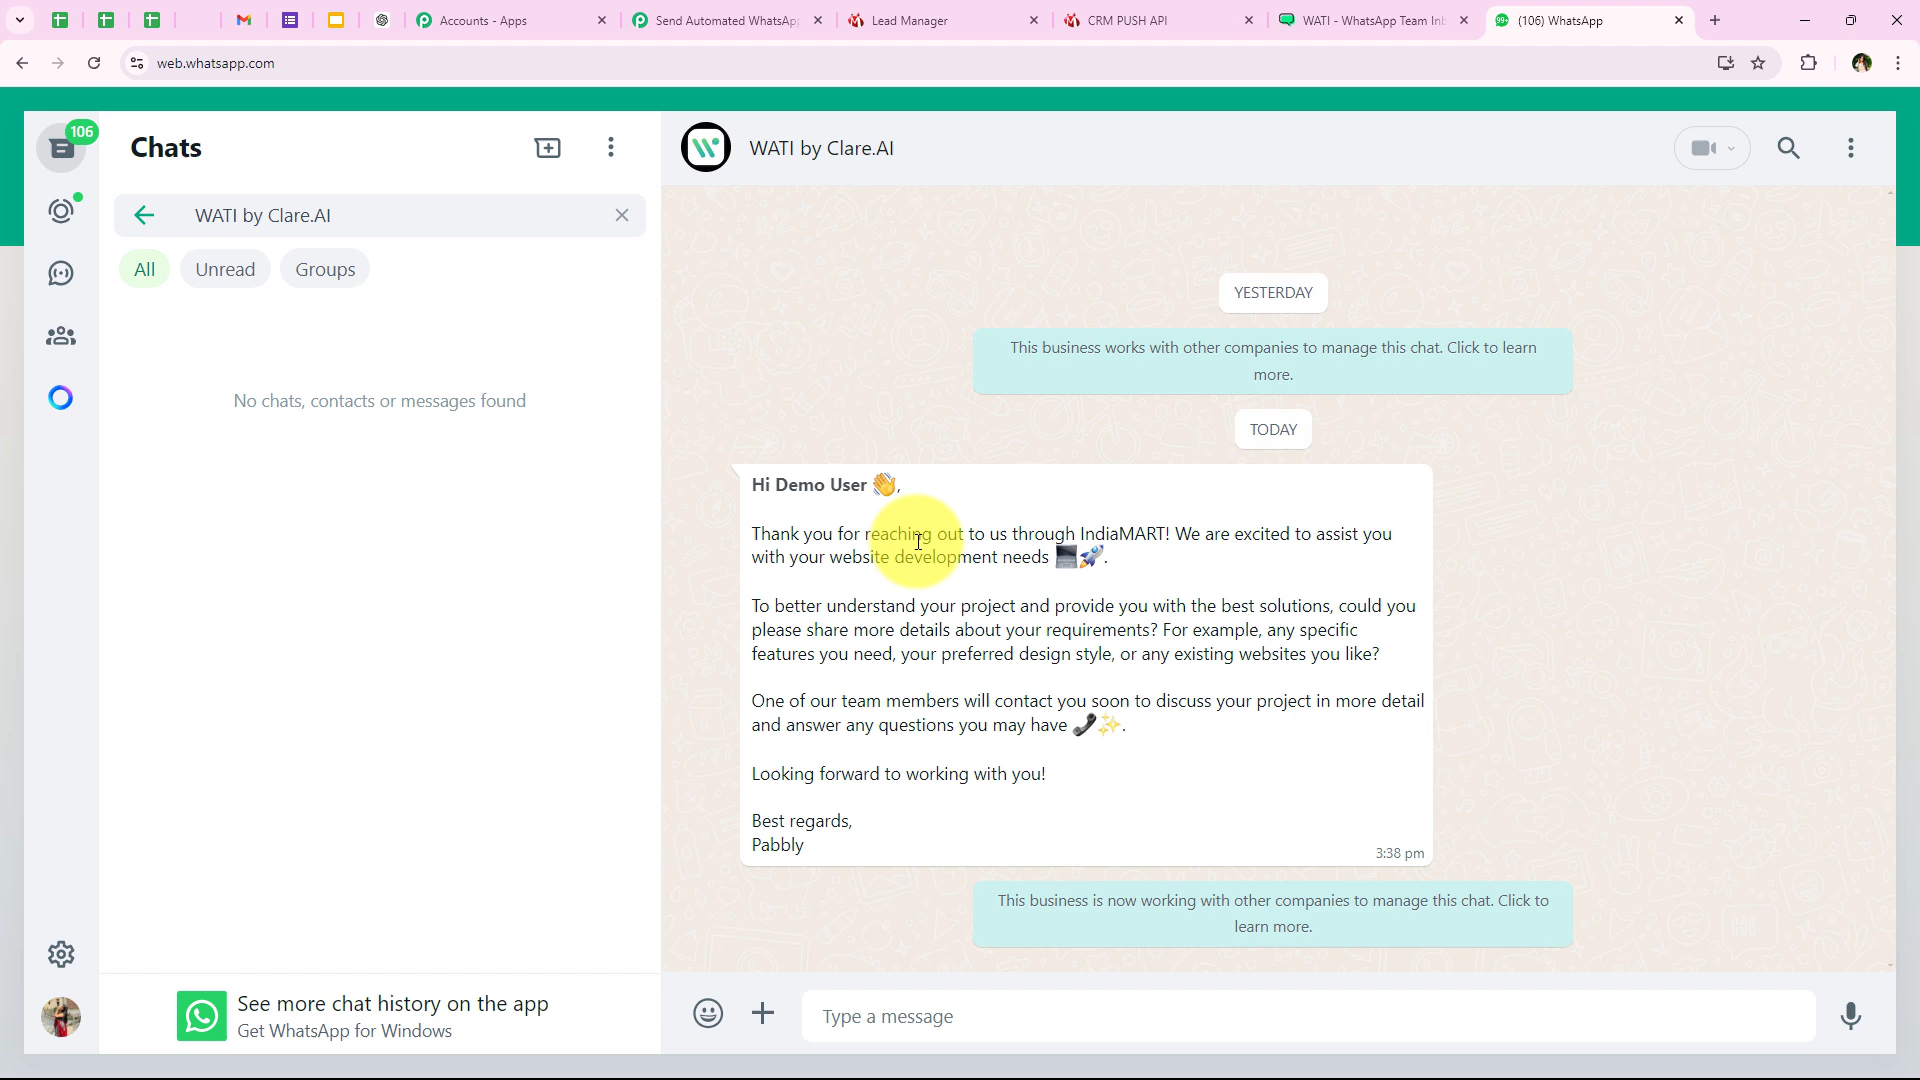 Accounts - Apps
Send Automated WhatsAp
Lead Manager
CRM PUSH API
WATI - WhatsApp Team Inb
99+
(106) WhatsApp
web.whatsapp.com
106
Chats
WATI by Clare.AI
WATI by Clare.AI
All
Unread
Groups
No chats, contacts or messages found
YESTERDAY
This business works with other companies to manage this chat. Click to learn
more.
TODAY
Hi Demo User 👋,
Thank you for reaching out to us through IndiaMART! We are excited to assist you
with your website development needs 💻🚀.
To better understand your project and provide you with the best solutions, could you
please share more details about your requirements? For example, any specific
features you need, your preferred design style, or any existing websites you like?
One of our team members will contact you soon to discuss your project in more detail
and answer any questions you may have 📞✨.
Looking forward to working with you!
Best regards,
Pabbly
3:38 pm
This business is now working with other companies to manage this chat. Click to
learn more.
See more chat history on the app
Get WhatsApp for Windows
Type a message